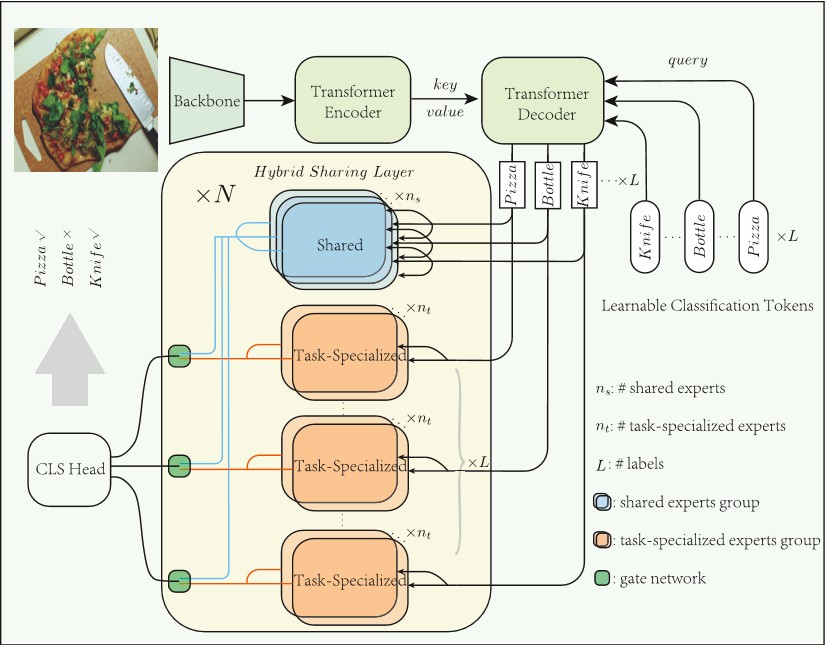 Backbone
Transformer
Encoder
key
value
Transformer
Decoder
query
Hybrid Sharing Layer
×N
Pizza
Bottle
Knife
···×L
Knife
···
Bottle
···
Pizza
×L
Learnable Classification Tokens
Pizza ✓
Bottle ×
Knife ✓
×n_s
Shared
×n_t
Task-Specialized
×n_t
Task-Specialized
×L
×n_t
Task-Specialized
CLS Head
n_s: # shared experts
n_t: # task-specialized experts
L: # labels
: shared experts group
: task-specialized experts group
: gate network